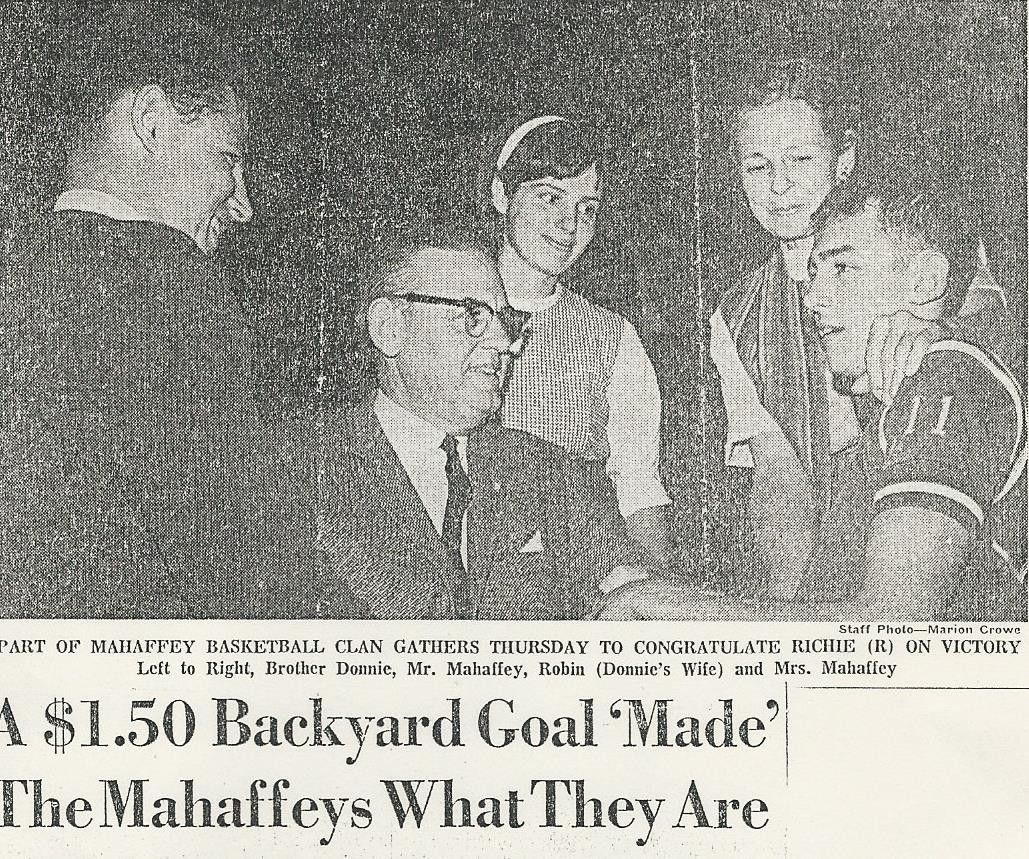 11
Staff Photo—Marion Crowe
PART OF MAHAFFEY BASKETBALL CLAN GATHERS THURSDAY TO CONGRATULATE RICHIE (R) ON VICTORY
Left to Right, Brother Donnie, Mr. Mahaffey, Robin (Donnie's Wife) and Mrs. Mahaffey
A $1.50 Backyard Goal ‘Made’
The Mahaffeys What They Are